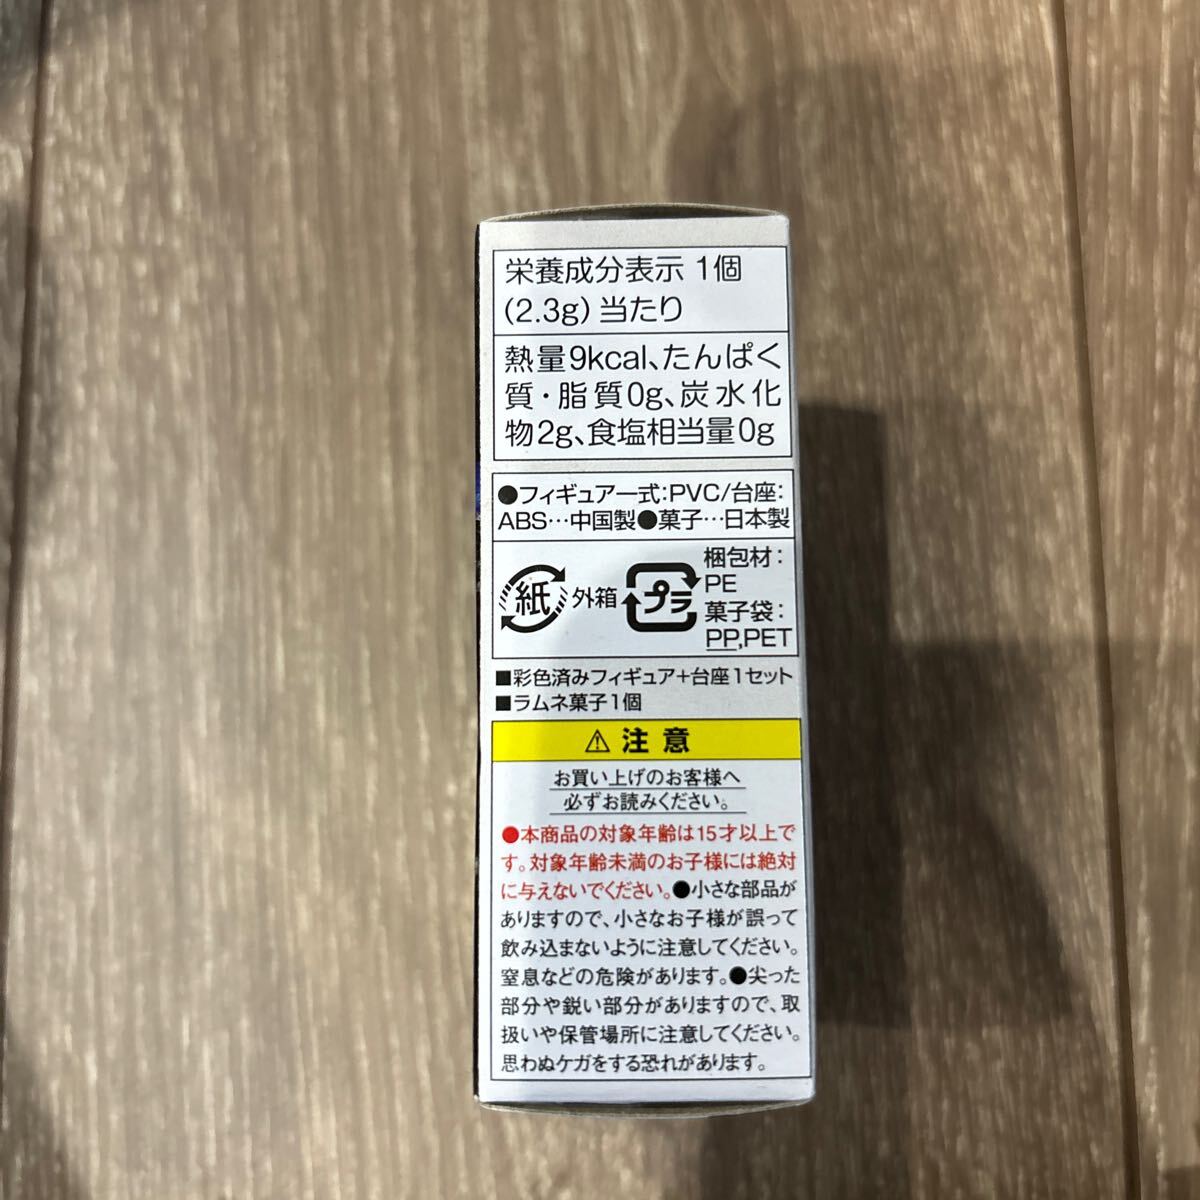 栄養成分表示 1個
(2.3g) 当たり
熱量9kcal、たんぱく
質・脂質0g、炭水化
物2g、食塩相当量0g
●フィギュア一式：PVC/台座：
ABS…中国製●菓子…日本製
紙 外箱 プラ 梱包材：
PE
菓子袋：
PP,PET
■彩色済みフィギュア+台座1セット
■ラムネ菓子1個
⚠ 注意
お買い上げのお客様へ
必ずお読みください。
●本商品の対象年齢は15才以上で
す。対象年齢未満のお子様には絶対
に与えないでください。●小さな部品が
ありますので、小さなお子様が誤って
飲み込まないように注意してください。
窒息などの危険があります。●尖った
部分や鋭い部分がありますので、取
扱いや保管場所に注意してください。
思わぬケガをする恐れがあります。